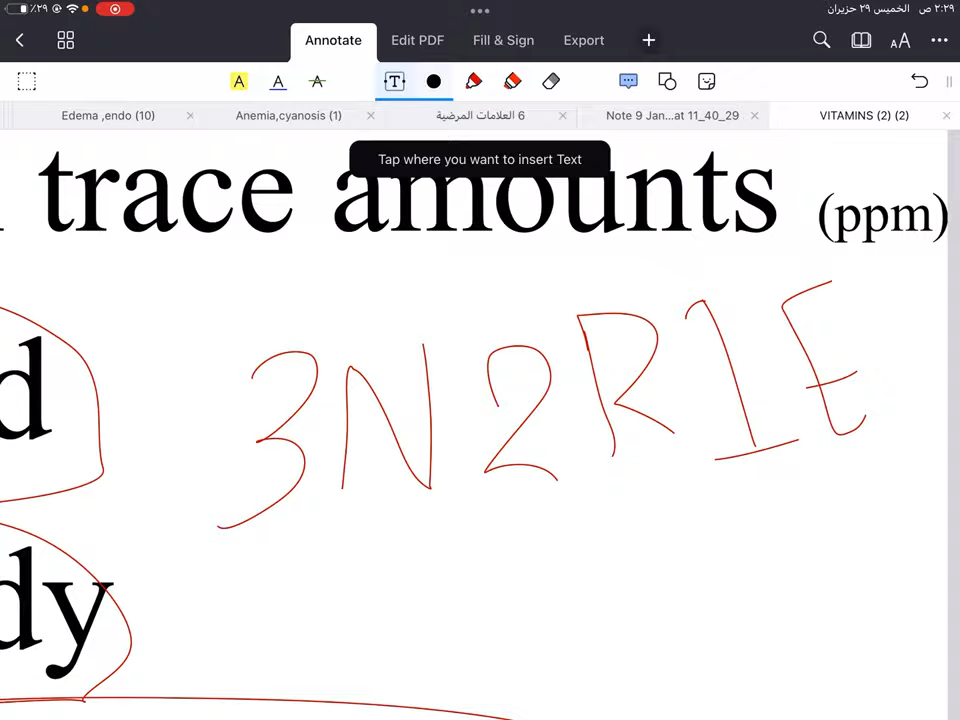 ٪٢٩ ٢:٢٩ ص الخميس ٢٩ حزيران
Annotate Edit PDF Fill & Sign Export
Edema ,endo (10) Anemia,cyanosis (1) 6 العلامات المرضية Note 9 Jan...at 11_40_29 VITAMINS (2) (2)
Tap where you want to insert Text
trace amounts (ppm)
d
3N2R1E
dy